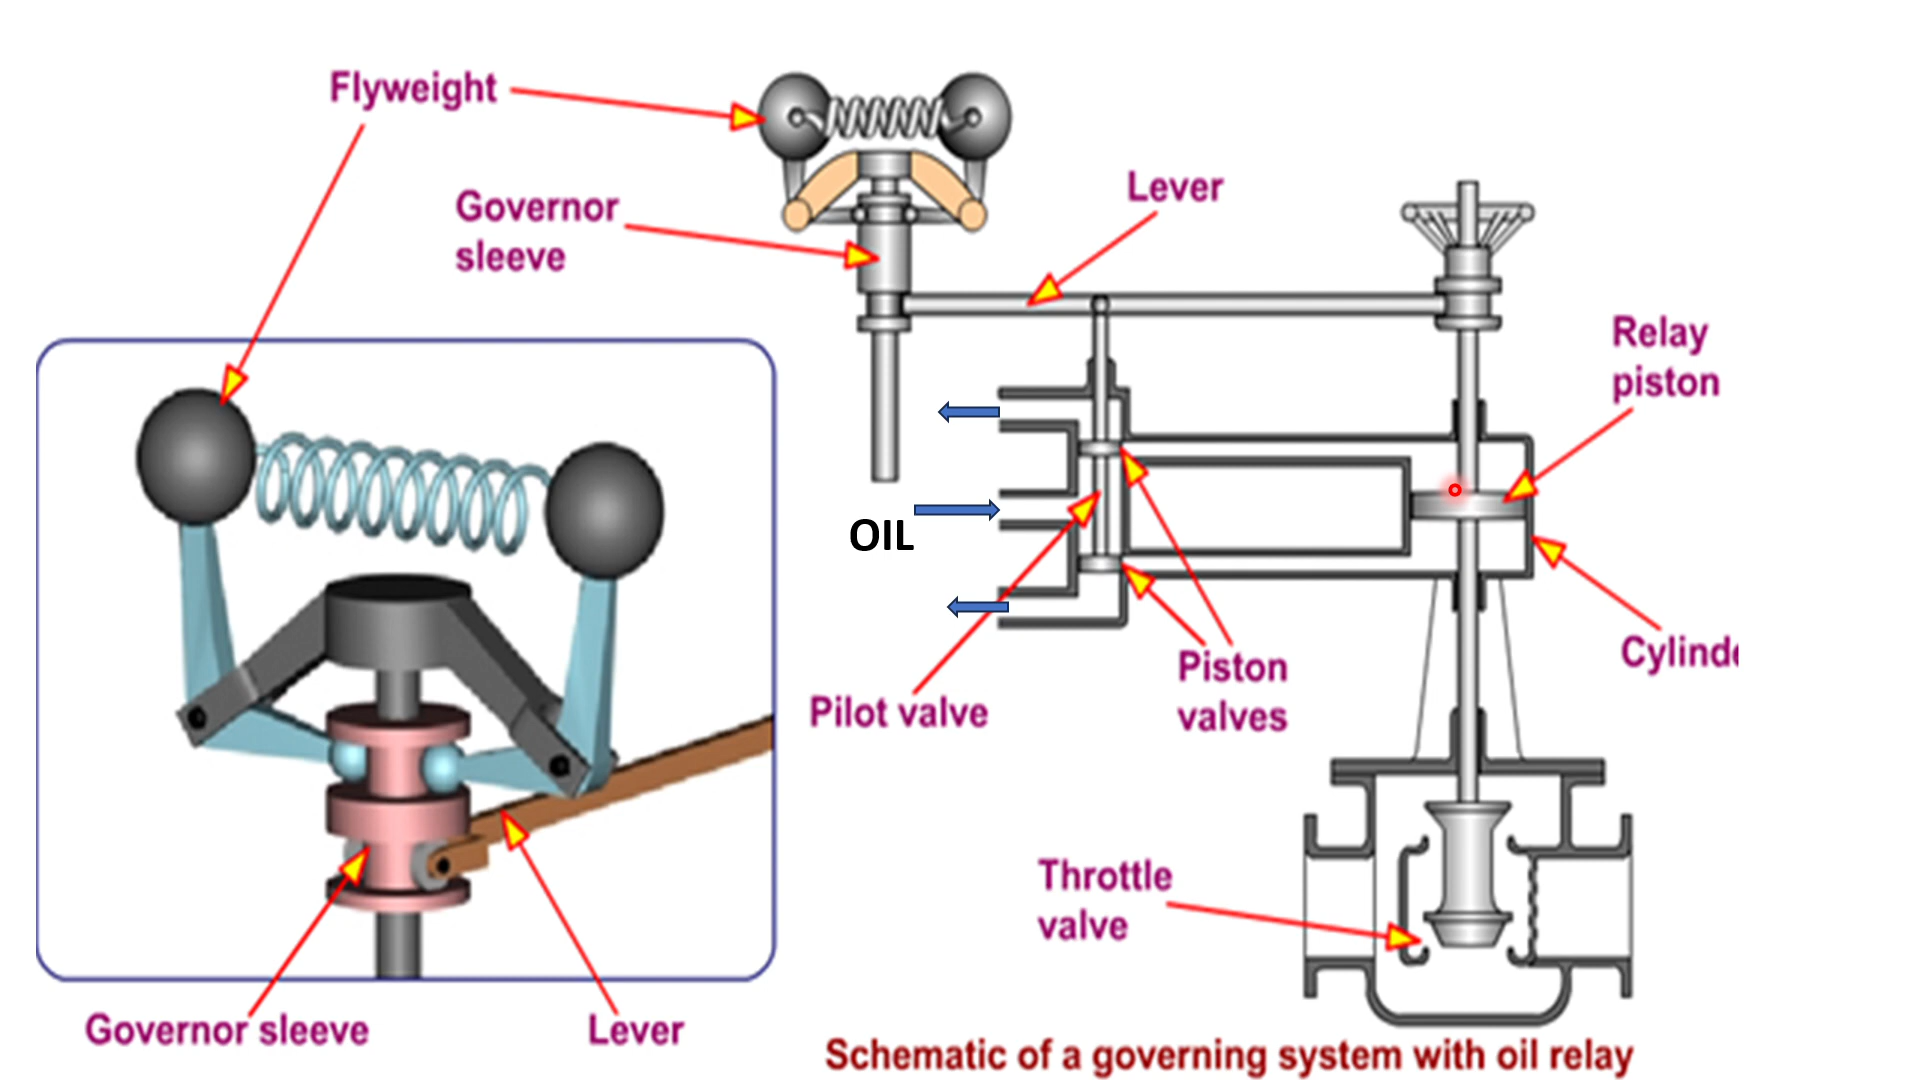 Flyweight
Governor
sleeve
Lever
Relay
piston
OIL
Pilot valve
Piston
valves
Throttle
valve
Governor sleeve
Lever
Schematic of a governing system with oil relay